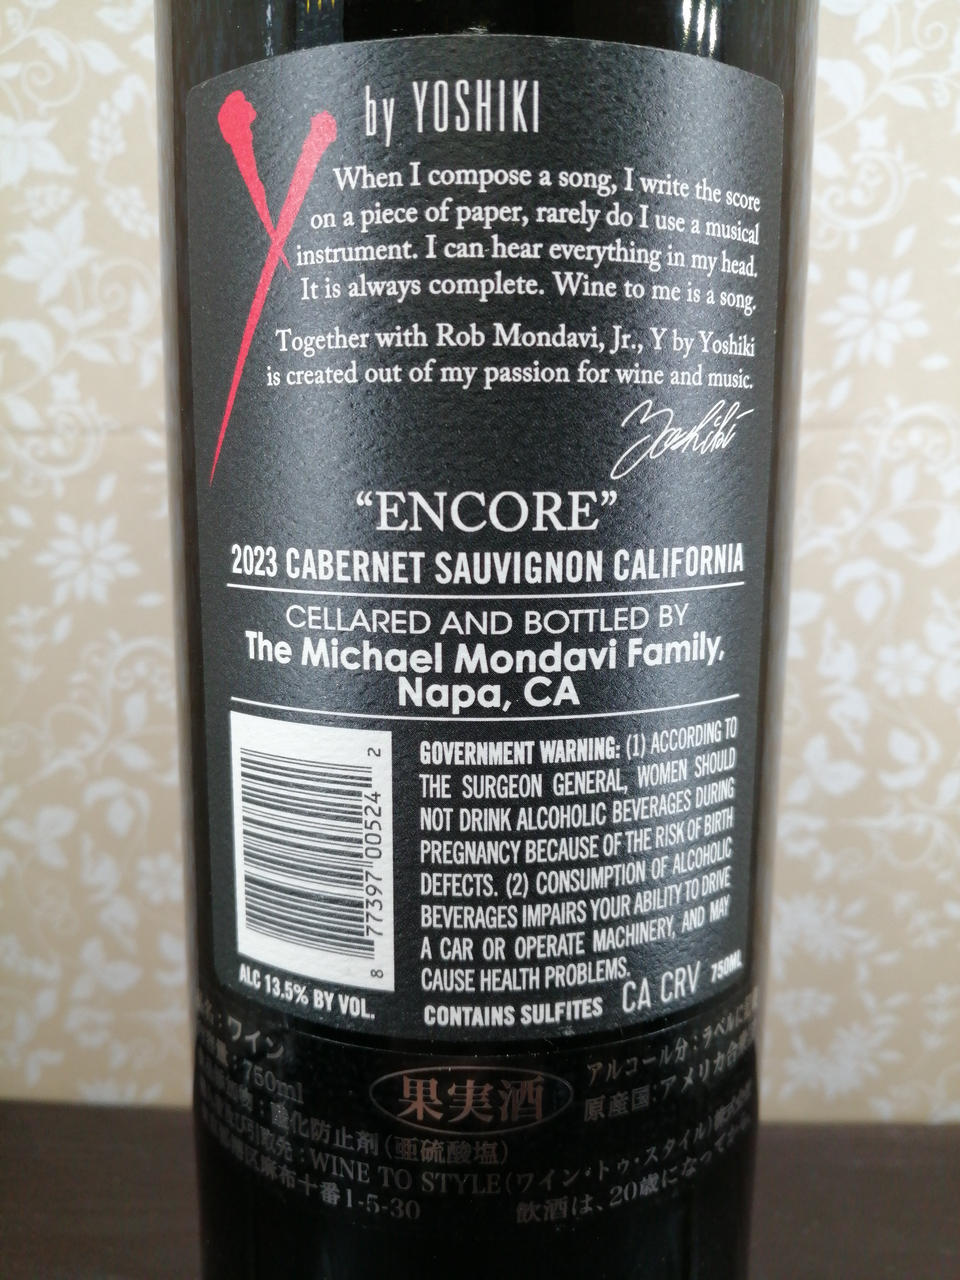 Y by YOSHIKI
When I compose a song, I write the score
on a piece of paper, rarely do I use a musical
instrument. I can hear everything in my head.
It is always complete. Wine to me is a song.
Together with Rob Mondavi, Jr., Y by Yoshiki
is created out of my passion for wine and music.
Yoshiki
“ENCORE”
2023 CABERNET SAUVIGNON CALIFORNIA
CELLARED AND BOTTLED BY
The Michael Mondavi Family,
Napa, CA
GOVERNMENT WARNING: (1) ACCORDING TO
THE SURGEON GENERAL, WOMEN SHOULD
NOT DRINK ALCOHOLIC BEVERAGES DURING
PREGNANCY BECAUSE OF THE RISK OF BIRTH
DEFECTS. (2) CONSUMPTION OF ALCOHOLIC
BEVERAGES IMPAIRS YOUR ABILITY TO DRIVE
A CAR OR OPERATE MACHINERY, AND MAY
CAUSE HEALTH PROBLEMS.
CONTAINS SULFITES CA CRV 750ML
8 77397 00524 2
ALC 13.5% BY VOL.
ワイン
750ml
酸化防止剤 (亜硫酸塩)
引取先：WINE TO STYLE (ワイン・トゥ・スタイル)
麻布十番1-5-30
果実酒
アルコール分：ラベルに
原産国：アメリカ
飲酒は、20歳になって